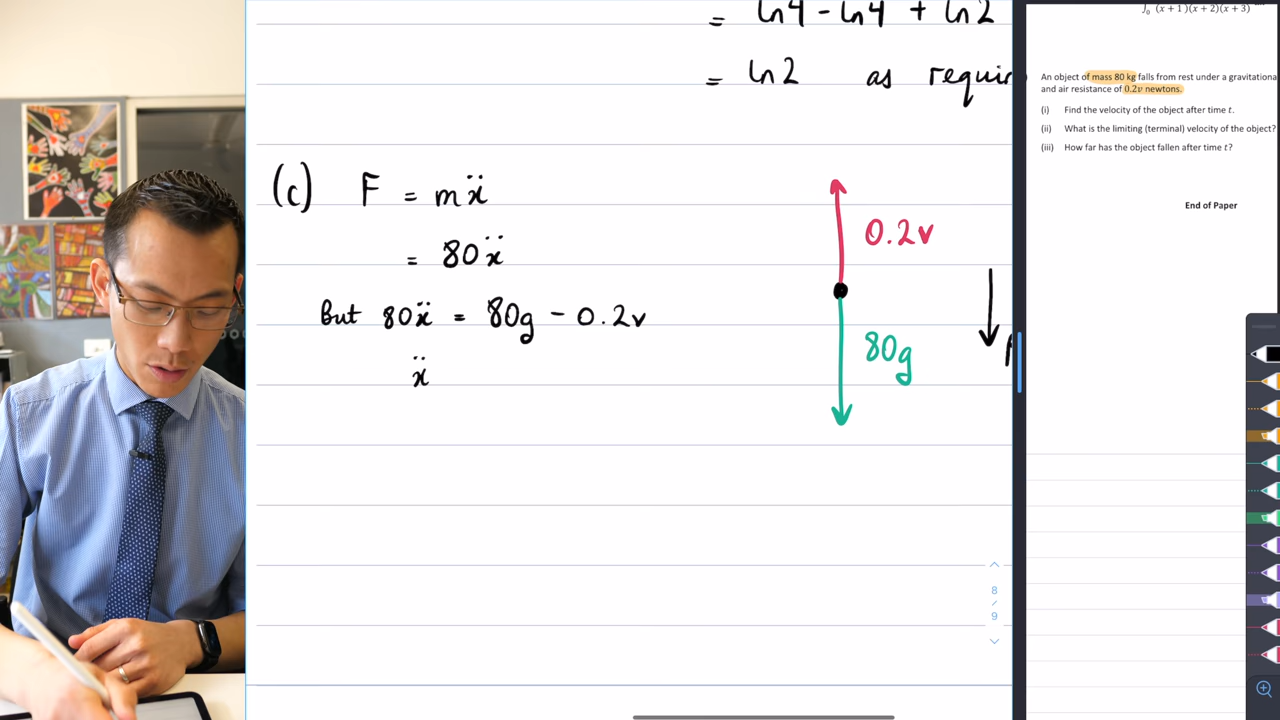 = ln4 - ln4 + ln2
= ln2 as requir
(c) F = mẍ
= 80ẍ
But 80ẍ = 80g - 0.2v
ẍ
0.2v
80g
(x + 1)(x + 2)(x + 3)
An object of mass 80 kg falls from rest under a gravitationa
and air resistance of 0.2v newtons.
(i) Find the velocity of the object after time t.
(ii) What is the limiting (terminal) velocity of the object?
(iii) How far has the object fallen after time t?
End of Paper
8
/
9